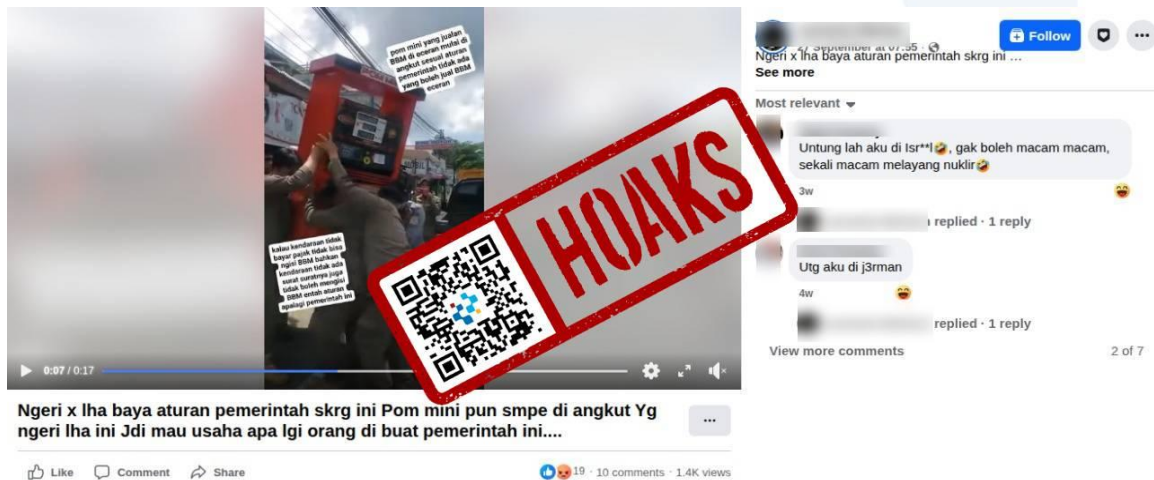 pom mini yang jualan
BBM di eceran mulai di
angkut sesuai aturan
pemerintah tidak ada
yang boleh jual BBM
eceran
kalau kendaraan tidak
bayar pajak tidak bisa
ngisi BBM bahkan
kendaraan tidak ada
surat suratnya juga
tidak boleh mengisi
BBM entah aturan
apalagi pemerintah ini
HOAKS
0:07 / 0:17
Ngeri x lha baya aturan pemerintah skrg ini Pom mini pun smpe di angkut Yg
ngeri lha ini Jdi mau usaha apa lgi orang di buat pemerintah ini....
Like Comment Share
19 · 10 comments · 1.4K views
Follow
27 September at 07:55
Ngeri x lha baya aturan pemerintah skrg ini ...
See more
Most relevant
Untung lah aku di Isr**l🤣, gak boleh macam macam,
sekali macam melayang nuklir🤣
3w
replied · 1 reply
Utg aku di j3rman
4w
replied · 1 reply
View more comments
2 of 7